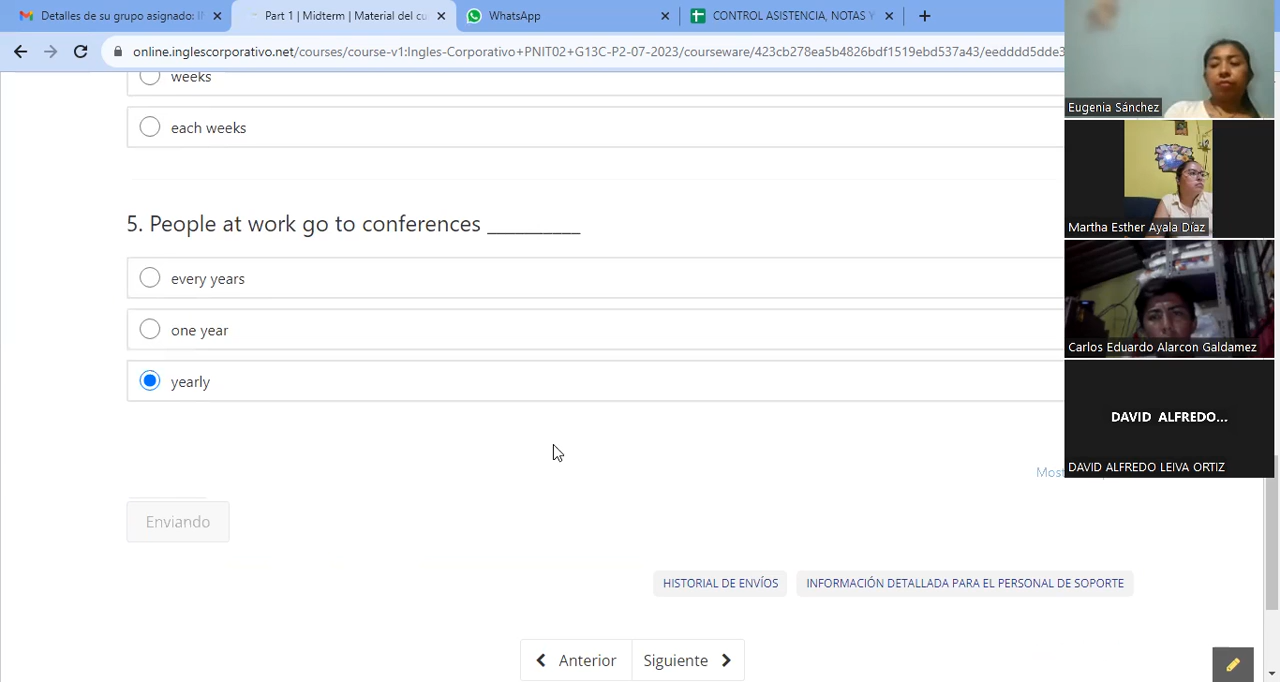 Detalles de su grupo asignado: I
Part 1 | Midterm | Material del cu
WhatsApp
CONTROL ASISTENCIA, NOTAS Y
online.inglescorporativo.net/courses/course-v1:Ingles-Corporativo+PNIT02+G13C-P2-07-2023/courseware/423cb278ea5b4826bdf1519ebd537a43/eedddd5dde3
weeks
each weeks
5. People at work go to conferences _________
every years
one year
yearly
Most
Enviando
HISTORIAL DE ENVÍOS
INFORMACIÓN DETALLADA PARA EL PERSONAL DE SOPORTE
Anterior
Siguiente
Eugenia Sánchez
Martha Esther Ayala Díaz
Carlos Eduardo Alarcon Galdamez
DAVID ALFREDO...
DAVID ALFREDO LEIVA ORTIZ